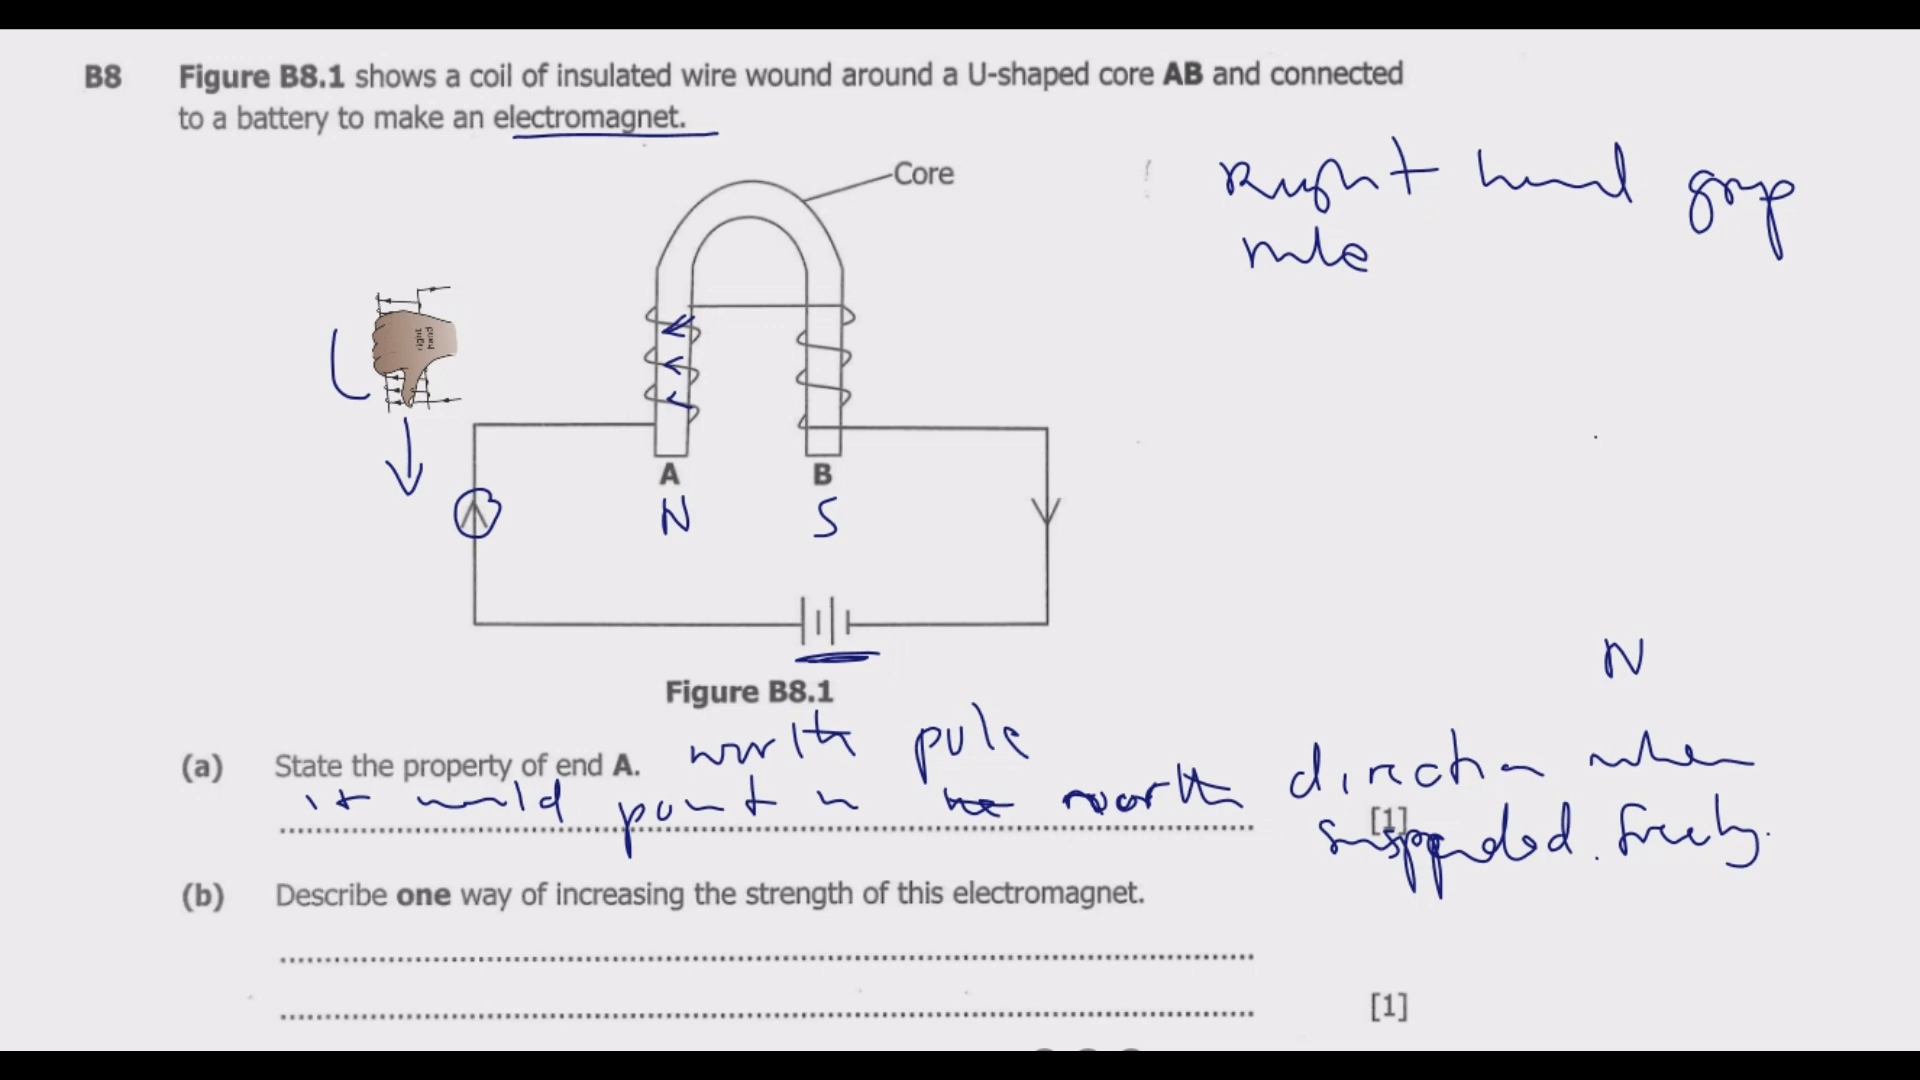 B8 Figure B8.1 shows a coil of insulated wire wound around a U-shaped core AB and connected
to a battery to make an electromagnet.
Core
Right hand grip
rule
right
hand
A
B
N
S
Figure B8.1
N
(a) State the property of end A.
north pole
it would point in north direction when
suspended freely.
[1]
(b) Describe one way of increasing the strength of this electromagnet.
[1]